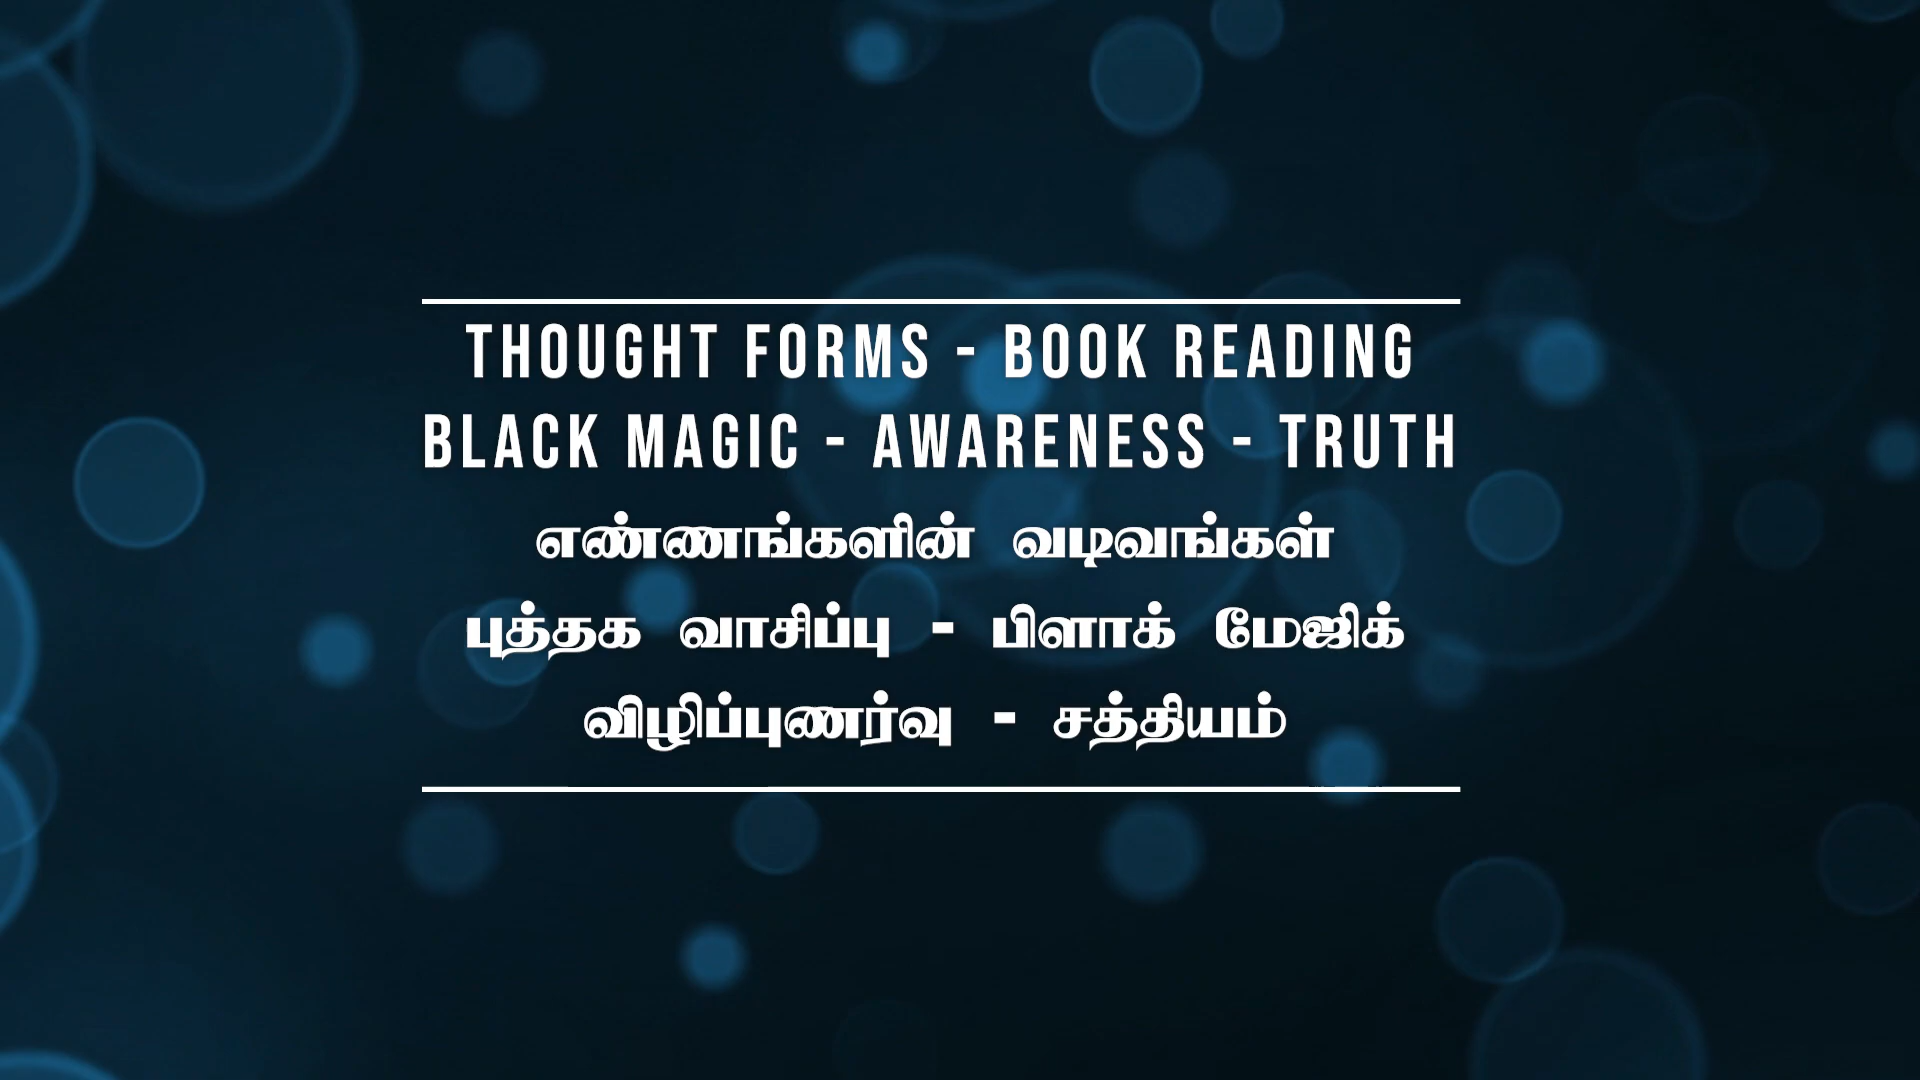 THOUGHT FORMS - BOOK READING
BLACK MAGIC - AWARENESS - TRUTH
எண்ணங்களின் வடிவங்கள்
புத்தக வாசிப்பு - பிளாக் மேஜிக்
விழிப்புணர்வு - சத்தியம்